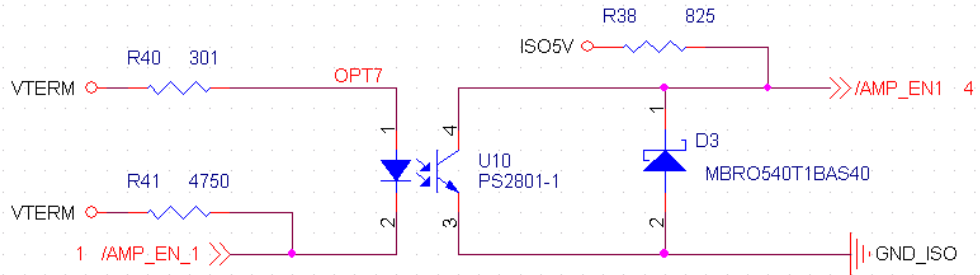 R38 825
ISO5V
R40 301
OPT7
VTERM
/AMP_EN1 4
1
4
1
D3
U10
PS2801-1
MBRO540T1BAS40
R41 4750
VTERM
2
3
2
1 /AMP_EN_1
GND_ISO